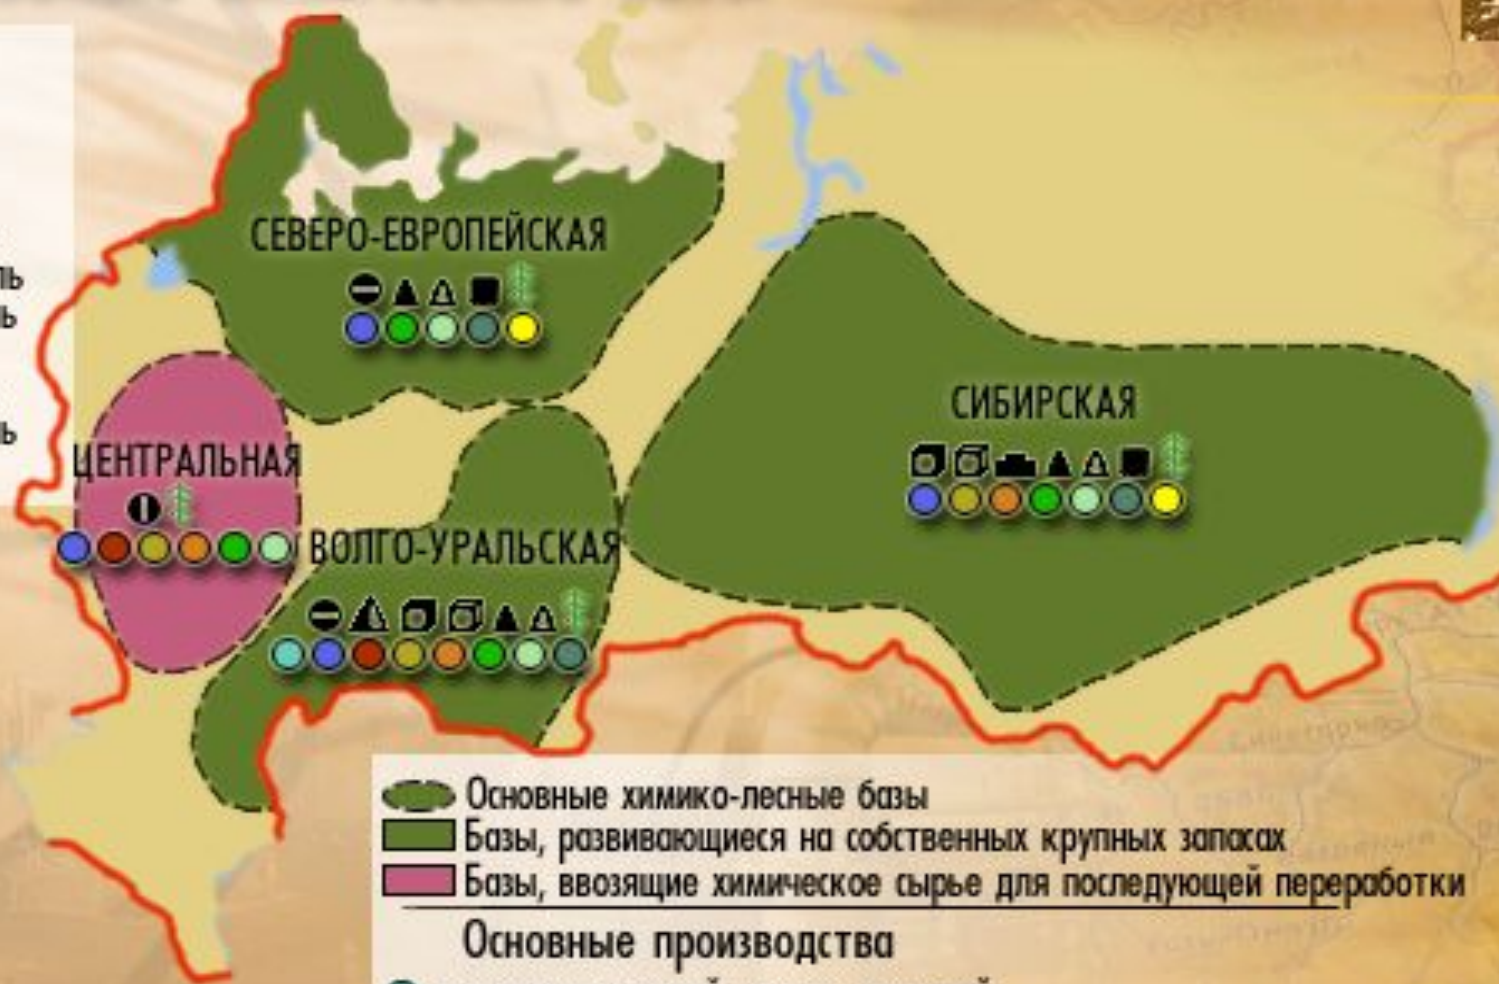 СЕВЕРО-ЕВРОПЕЙСКАЯ
СИБИРСКАЯ
ЦЕНТРАЛЬНАЯ
ВОЛГО-УРАЛЬСКАЯ
Основные химико-лесные базы
Базы, развивающиеся на собственных крупных запасах
Базы, ввозящие химическое сырье для последующей переработки
Основные производства